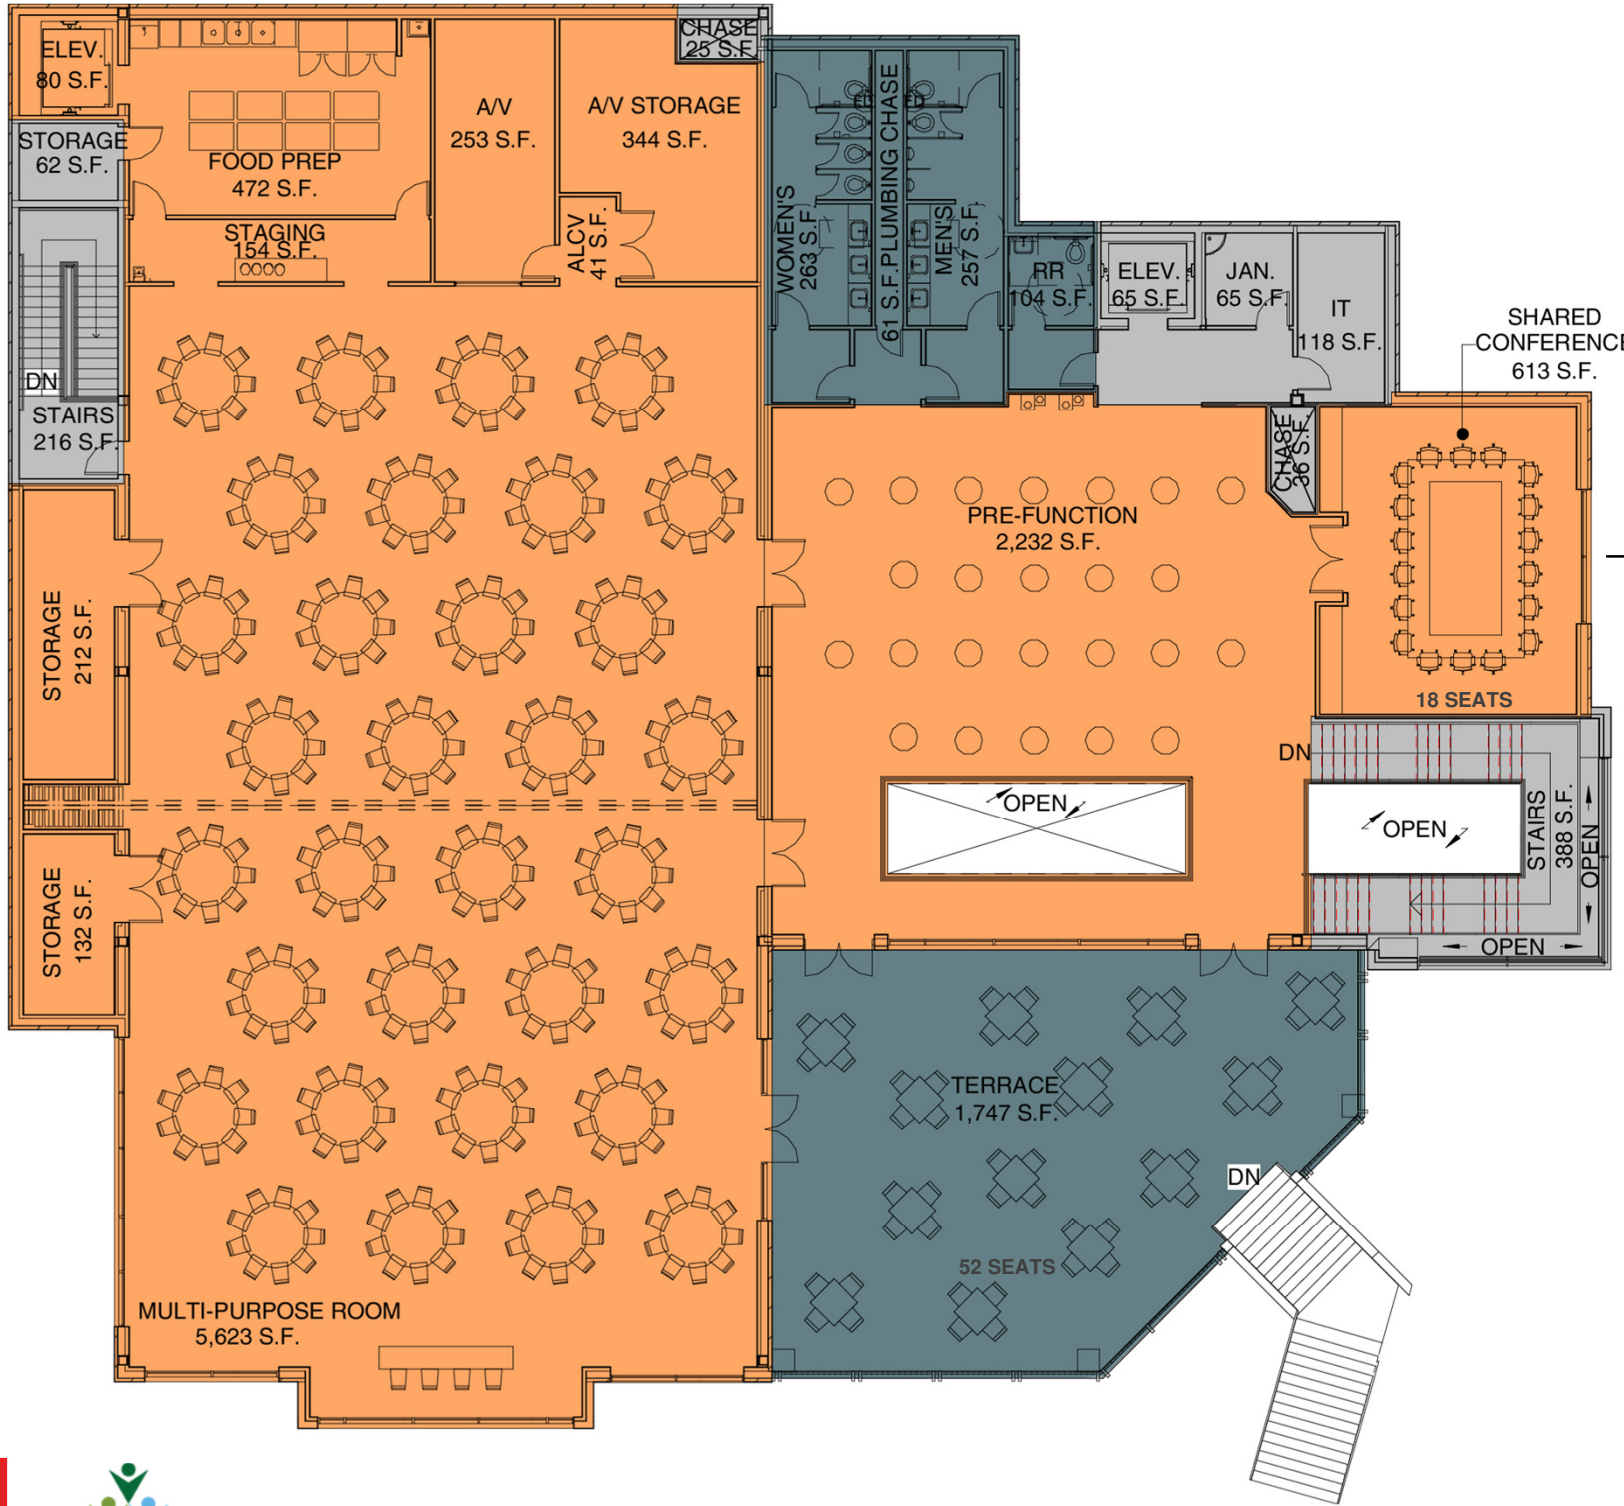 ELEV.
80 S.F.
STORAGE
62 S.F.
FOOD PREP
472 S.F.
STAGING
154 S.F.
A/V
253 S.F.
A/V STORAGE
344 S.F.
CHASE
25 S.F.
ALCV
41 S.F.
WOMEN'S
263 S.F.
61 S.F. PLUMBING CHASE
MEN'S
257 S.F.
RR
104 S.F.
ELEV.
65 S.F.
JAN.
65 S.F.
IT
118 S.F.
SHARED
CONFERENCE
613 S.F.
DN
STAIRS
216 S.F.
CHASE
36 S.F.
PRE-FUNCTION
2,232 S.F.
STORAGE
212 S.F.
18 SEATS
DN
OPEN
OPEN
STAIRS
388 S.F.
OPEN
OPEN
STORAGE
132 S.F.
TERRACE
1,747 S.F.
DN
52 SEATS
MULTI-PURPOSE ROOM
5,623 S.F.